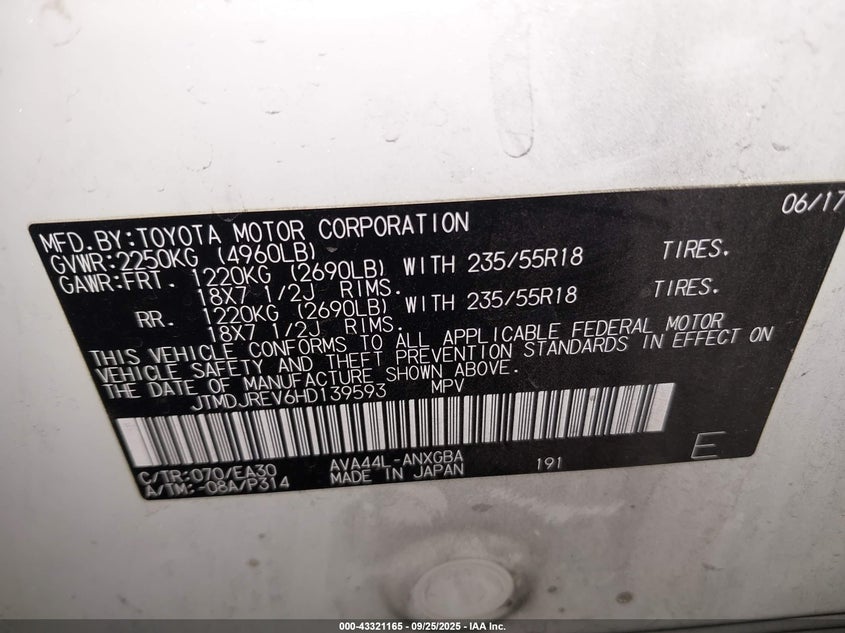 06/17
MFD.BY:TOYOTA MOTOR CORPORATION
GVWR:2250KG (4960LB)
GAWR:FRT. 1220KG (2690LB) WITH 235/55R18 TIRES.
18X7 1/2J RIMS.
RR. 1220KG (2690LB) WITH 235/55R18 TIRES.
18X7 1/2J RIMS.
THIS VEHICLE CONFORMS TO ALL APPLICABLE FEDERAL MOTOR
VEHICLE SAFETY AND THEFT PREVENTION STANDARDS IN EFFECT ON
THE DATE OF MANUFACTURE SHOWN ABOVE.
JTMDJREV6HD139593 MPV
C/TR:070/EA30 AVA44L-ANXGBA 191 E
A/TM:-08A/P314 MADE IN JAPAN
000-43321165 - 09/25/2025 - IAA Inc.